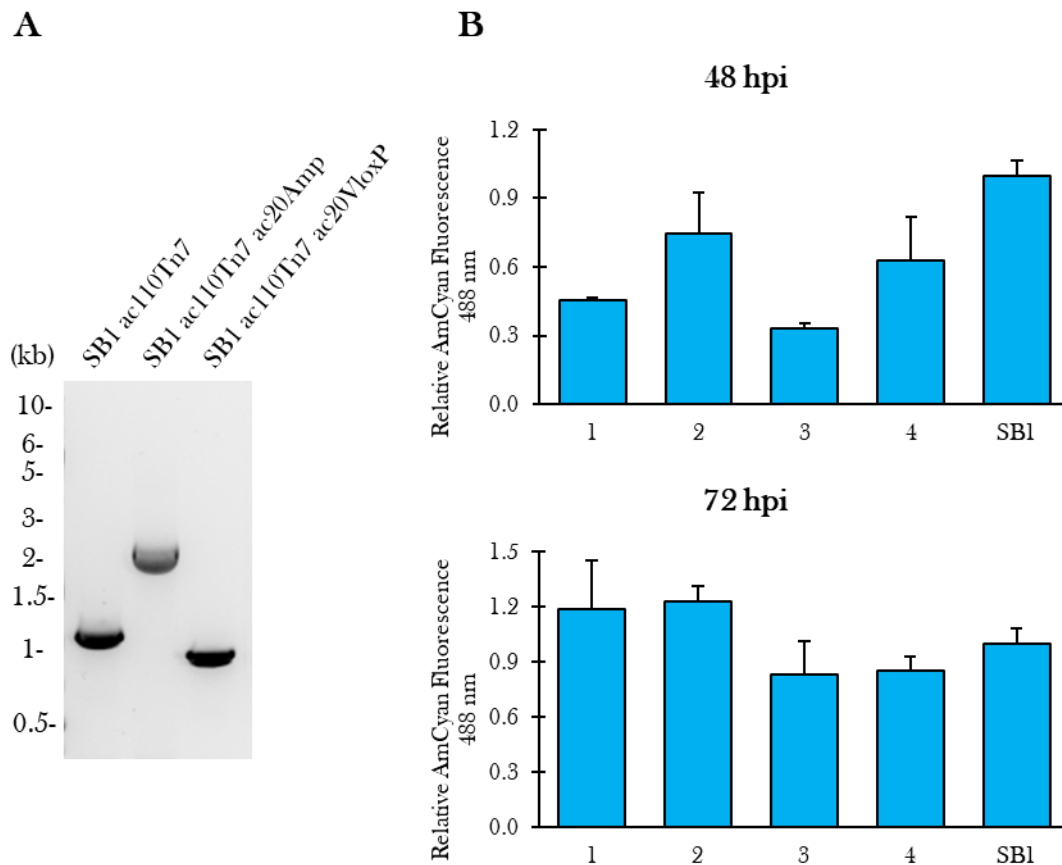 A
SB1 ac110Tn7
SB1 ac110Tn7 ac20Amp
SB1 ac110Tn7 ac20VloxP
(kb)
10-
6-
5-
3-
2-
1.5-
1-
0.5-
B
48 hpi
Relative AmCyan Fluorescence
488 nm
1.2
0.9
0.6
0.3
0.0
1 2 3 4 SB1
72 hpi
Relative AmCyan Fluorescence
488 nm
1.5
1.2
0.9
0.6
0.3
0.0
1 2 3 4 SB1